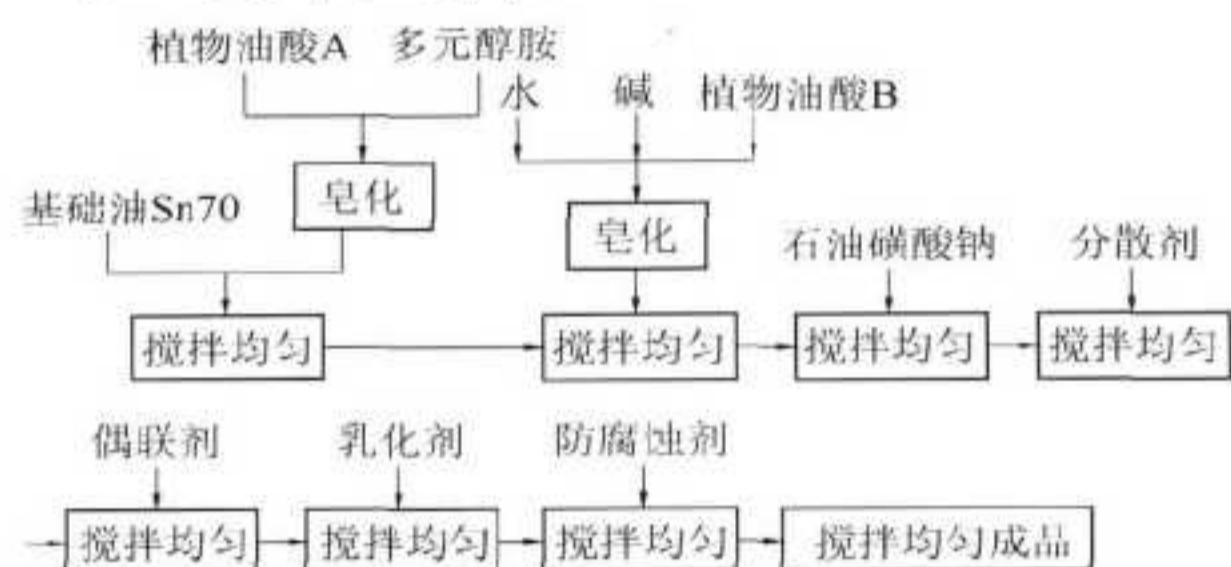 植物油酸A 多元醇胺
水 碱 植物油酸B
皂化
基础油Sn70
皂化
石油磺酸钠 分散剂
搅拌均匀 搅拌均匀 搅拌均匀 搅拌均匀
偶联剂 乳化剂 防腐蚀剂
搅拌均匀 搅拌均匀 搅拌均匀 搅拌均匀成品